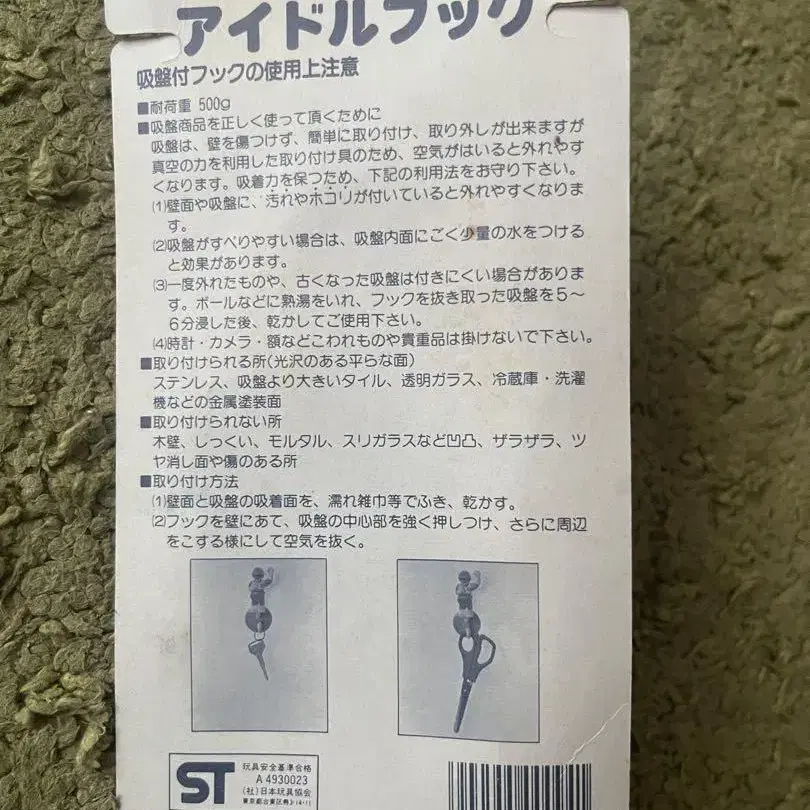 アイドルフック
吸盤付フックの使用上注意
■耐荷重 500g
■吸盤商品を正しく使って頂くために
吸盤は、壁を傷つけず、簡単に取り付け、取り外しが出来ますが
真空の力を利用した取り付け具のため、空気がはいると外れやす
くなります。吸着力を保つため、下記の利用法をお守り下さい。
(1)壁面や吸盤に、汚れやホコリが付いていると外れやすくなりま
す。
(2)吸盤がすべりやすい場合は、吸盤内面にごく少量の水をつける
と効果があります。
(3)一度外れたものや、古くなった吸盤は付きにくい場合がありま
す。ボールなどに熱湯をいれ、フックを抜き取った吸盤を5〜
6分浸した後、乾かしてご使用下さい。
(4)時計・カメラ・額などこわれものや貴重品は掛けないで下さい。
■取り付けられる所(光沢のある平らな面)
ステンレス、吸盤より大きいタイル、透明ガラス、冷蔵庫・洗濯
機などの金属塗装面
■取り付けられない所
木壁、しっくい、モルタル、スリガラスなど凹凸、ザラザラ、ツ
ヤ消し面や傷のある所
■取り付け方法
(1)壁面と吸盤の吸着面を、濡れ雑巾等でふき、乾かす。
(2)フックを壁にあて、吸盤の中心部を強く押しつけ、さらに周辺
をこする様にして空気を抜く。
ST
玩具安全基準合格
A 4930023
(社)日本玩具協会
東京都台東区寿